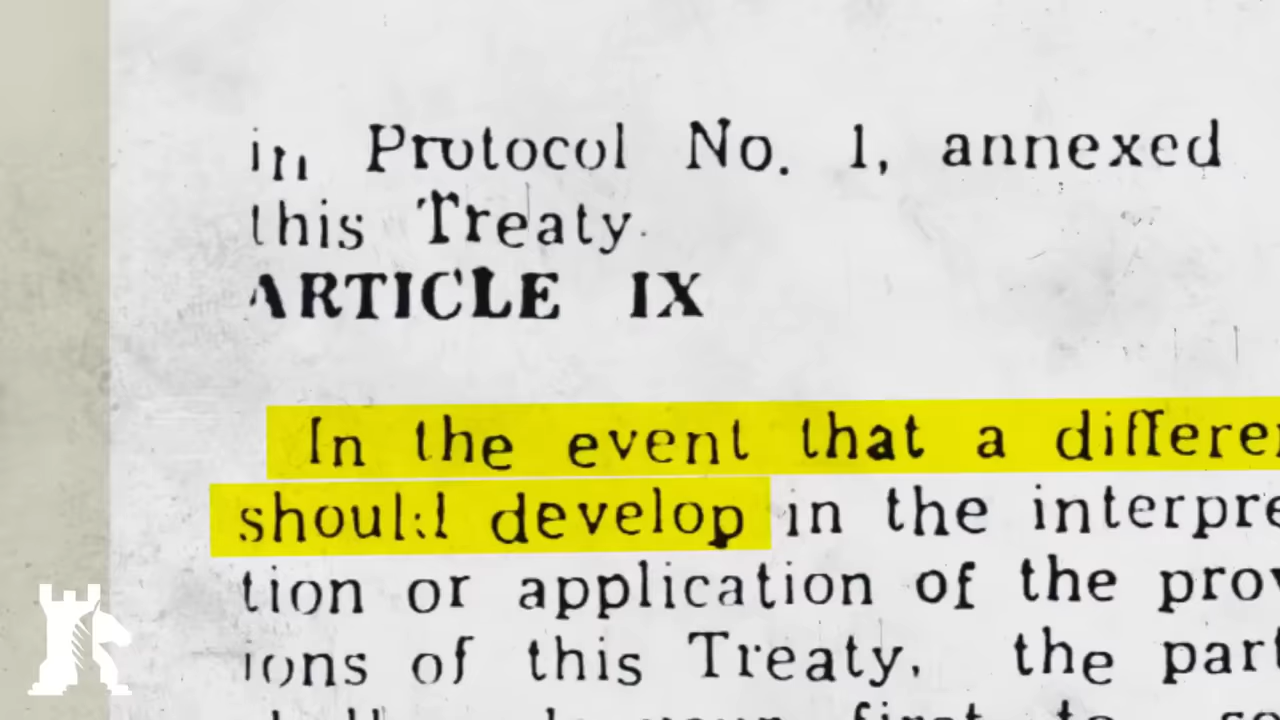 in Protocol No. 1, annexed
this Treaty.
ARTICLE IX
In the event that a differe
should develop in the interpre
tion or application of the prov
ions of this Treaty, the part